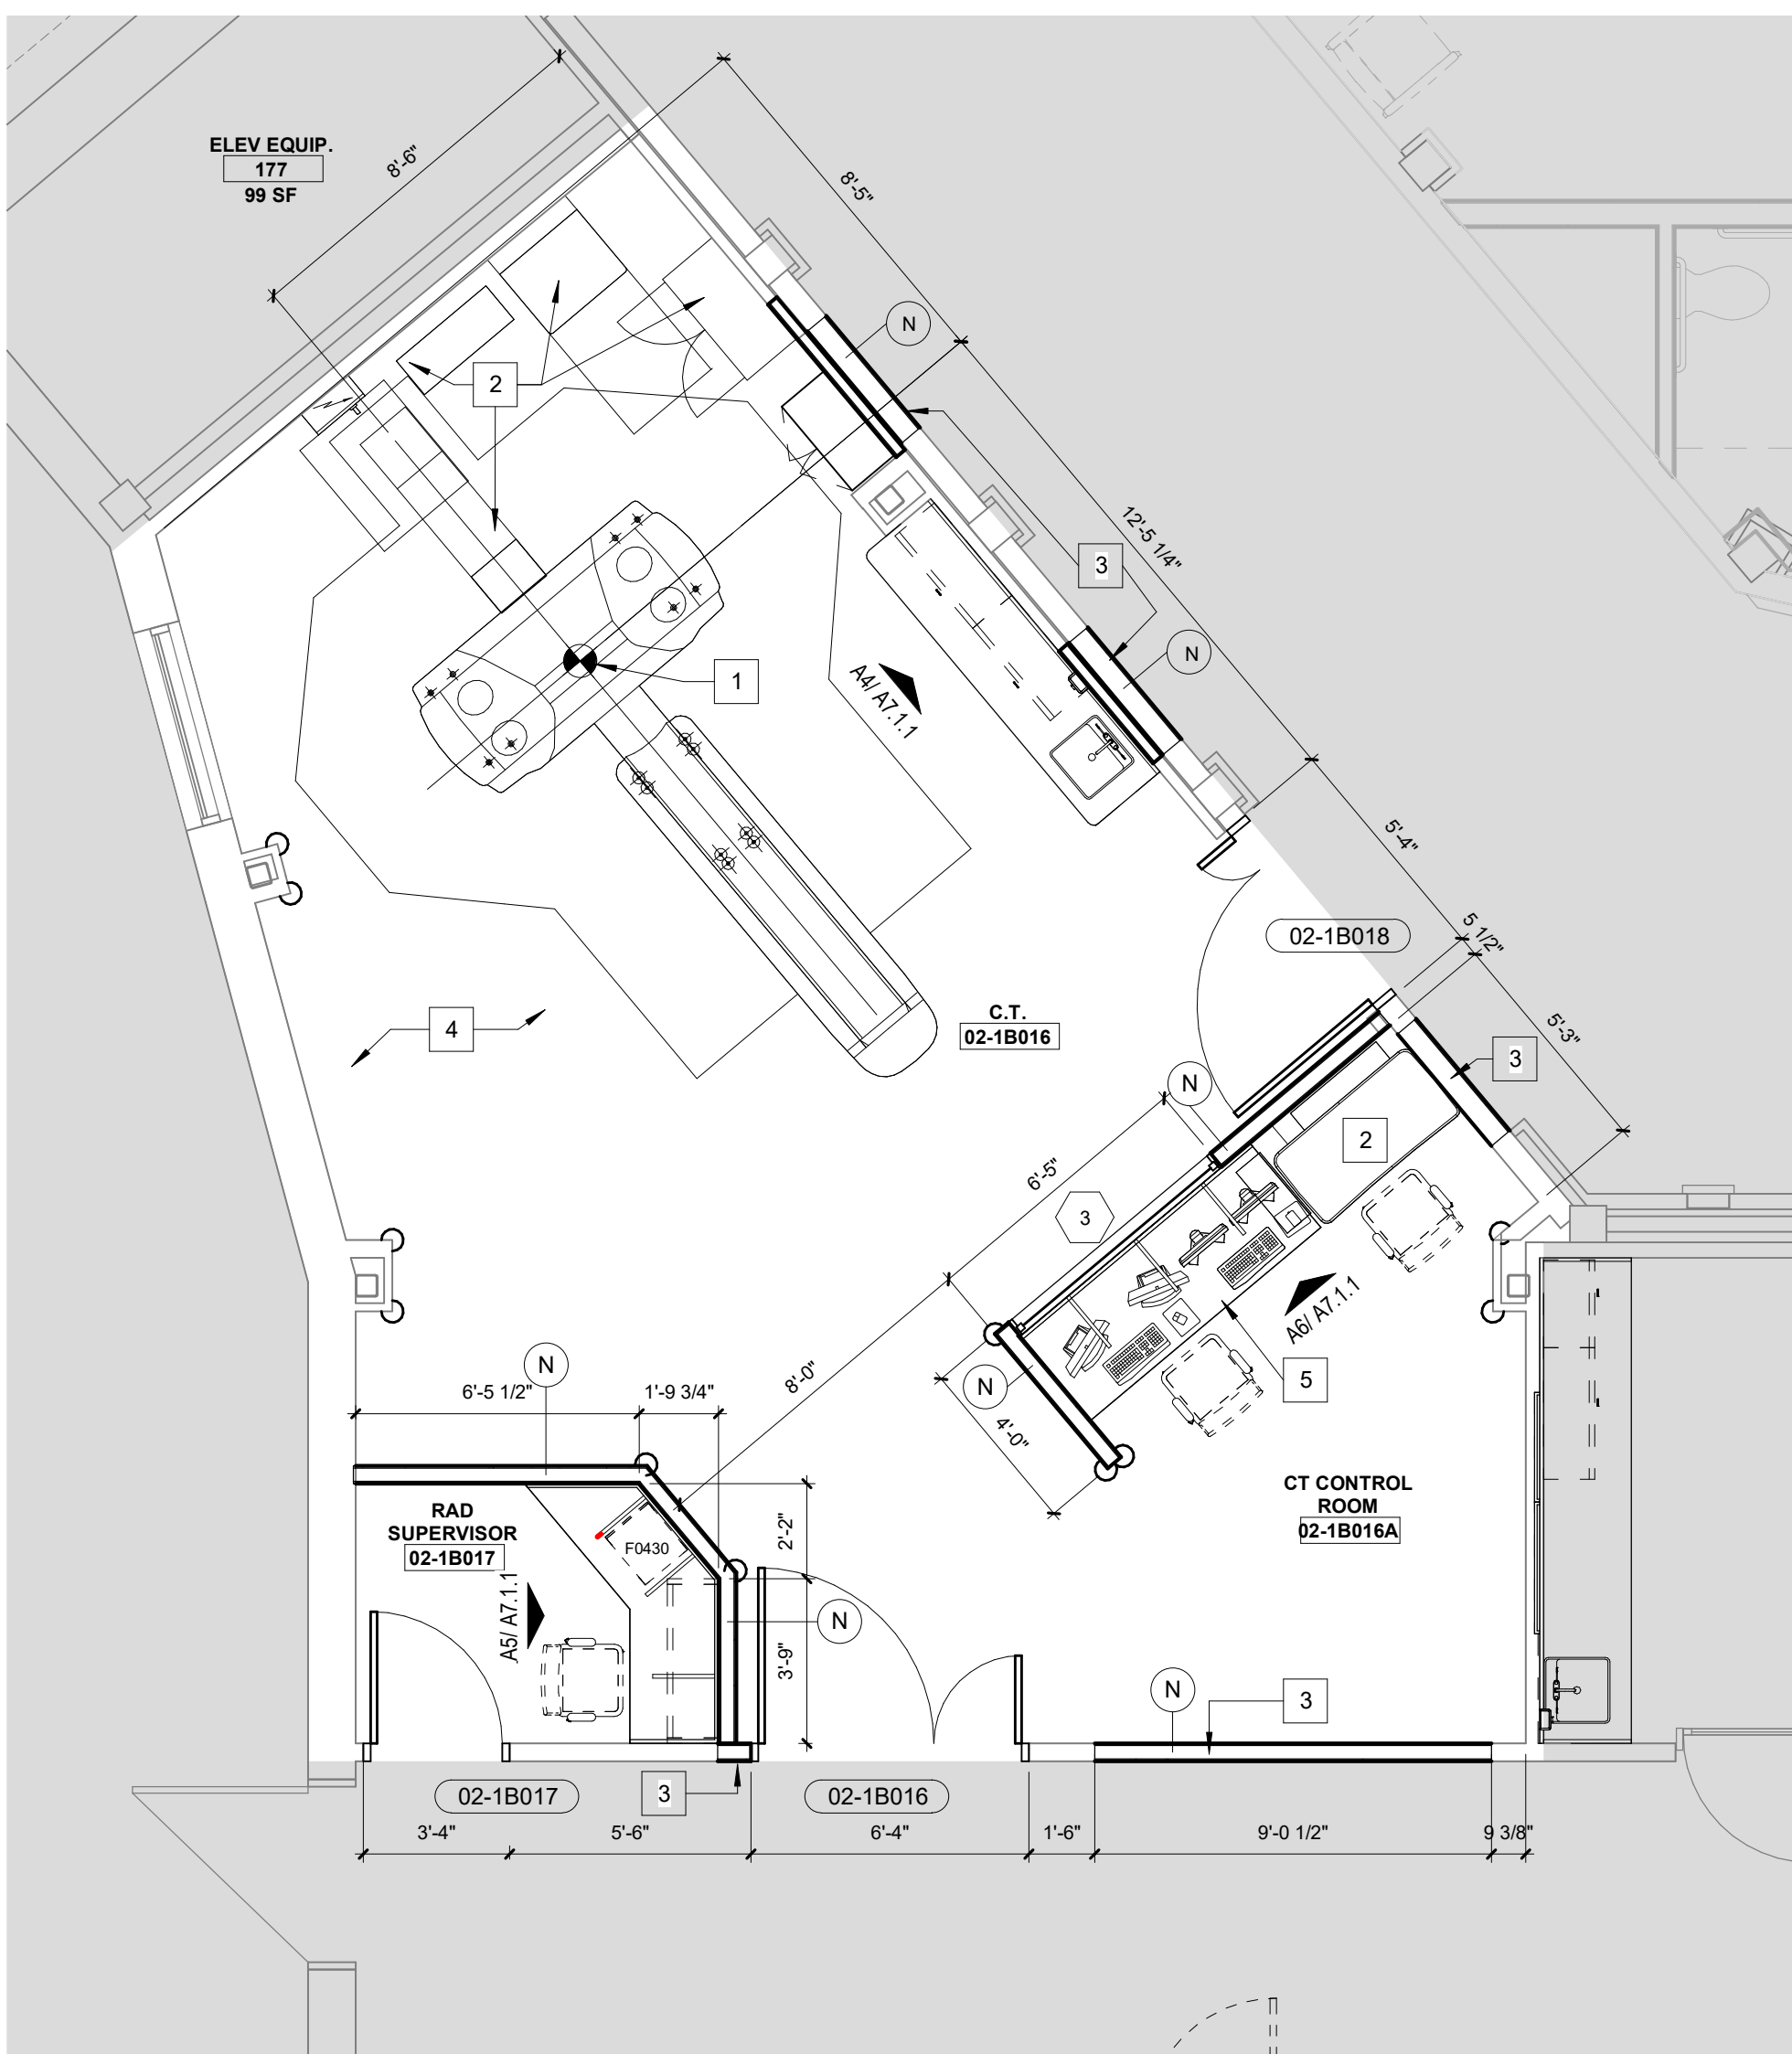 ELEV EQUIP.
177
99 SF
8'-6"
8'-5"
N
2
12'-5 1/4"
3
N
1
A4/ A7.1.1
5'-4"
02-1B018
5 1/2"
4
C.T.
02-1B016
5'-3"
3
N
2
6'-5"
3
A6/ A7.1.1
N
5
8'-0"
N
6'-5 1/2"
1'-9 3/4"
4'-0"
CT CONTROL
ROOM
02-1B016A
RAD
SUPERVISOR
02-1B017
F0430
2'-2"
A5/ A7.1.1
N
3'-9"
N
3
02-1B017
3
02-1B016
3'-4"
5'-6"
6'-4"
1'-6"
9'-0 1/2"
9 3/8"